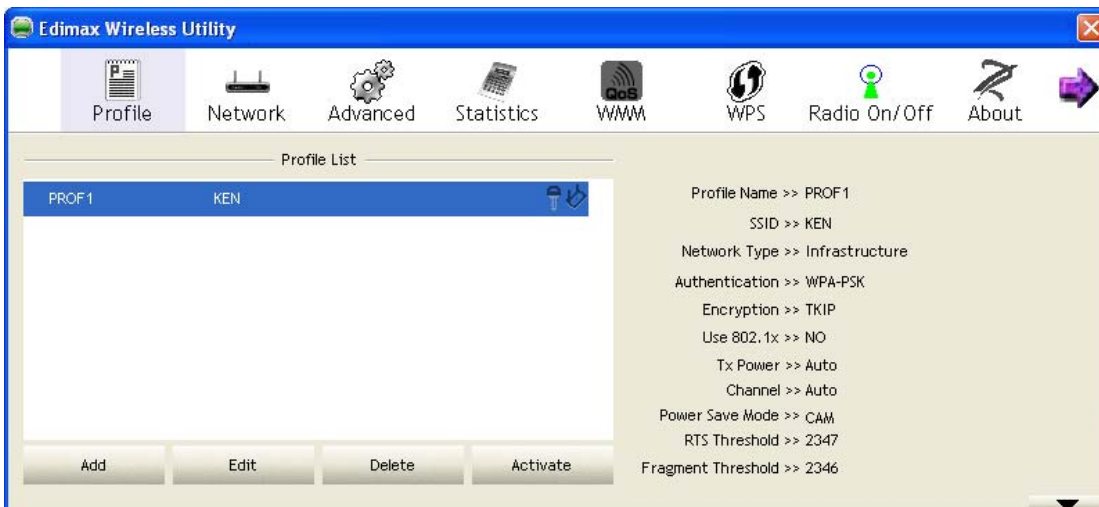 Edimax Wireless Utility
Profile Network Advanced Statistics QoS WMM WPS Radio On/Off About
Profile List
PROF1 KEN
Add Edit Delete Activate
Profile Name >> PROF1
SSID >> KEN
Network Type >> Infrastructure
Authentication >> WPA-PSK
Encryption >> TKIP
Use 802.1x >> NO
Tx Power >> Auto
Channel >> Auto
Power Save Mode >> CAM
RTS Threshold >> 2347
Fragment Threshold >> 2346